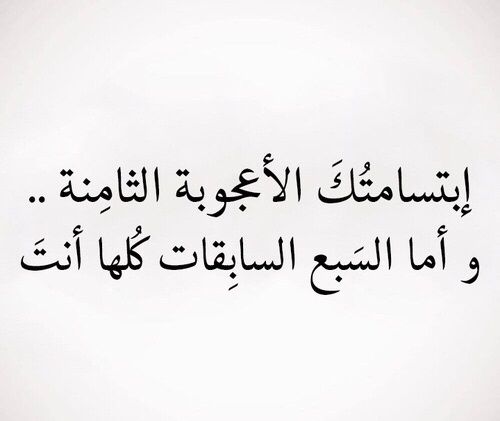 إبتسامتُكَ الأعجوبة الثامِنة ..
و أما السَبع السابِقات كُلها أنتَ